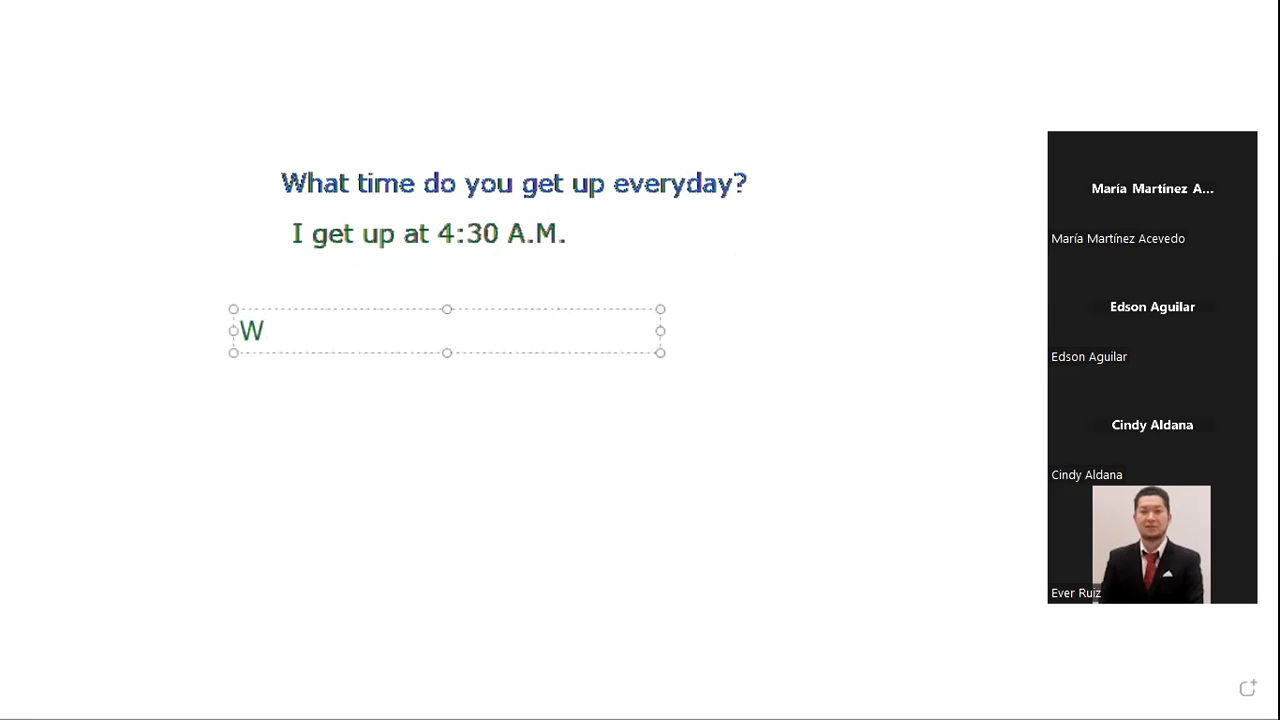 What time do you get up everyday?
I get up at 4:30 A.M.
W
María Martínez A...
María Martínez Acevedo
Edson Aguilar
Edson Aguilar
Cindy Aldana
Cindy Aldana
Ever Ruiz